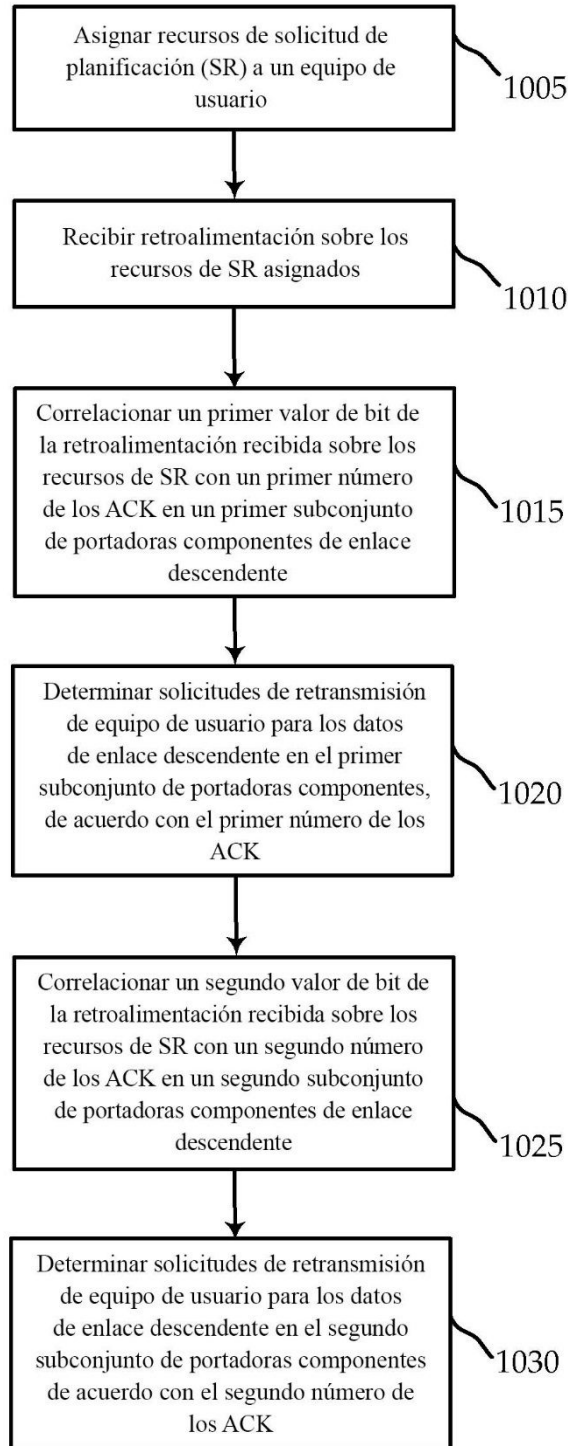 Asignar recursos de solicitud de
planificación (SR) a un equipo de
usuario
1005
Recibir retroalimentación sobre los
recursos de SR asignados
1010
Correlacionar un primer valor de bit de
la retroalimentación recibida sobre los
recursos de SR con un primer número
de los ACK en un primer subconjunto
de portadoras componentes de enlace
descendente
1015
Determinar solicitudes de retransmisión
de equipo de usuario para los datos
de enlace descendente en el primer
subconjunto de portadoras componentes,
de acuerdo con el primer número de los
ACK
1020
Correlacionar un segundo valor de bit de
la retroalimentación recibida sobre los
recursos de SR con un segundo número
de los ACK en un segundo subconjunto
de portadoras componentes de enlace
descendente
1025
Determinar solicitudes de retransmisión
de equipo de usuario para los datos
de enlace descendente en el segundo
subconjunto de portadoras componentes
de acuerdo con el segundo número de
los ACK
1030